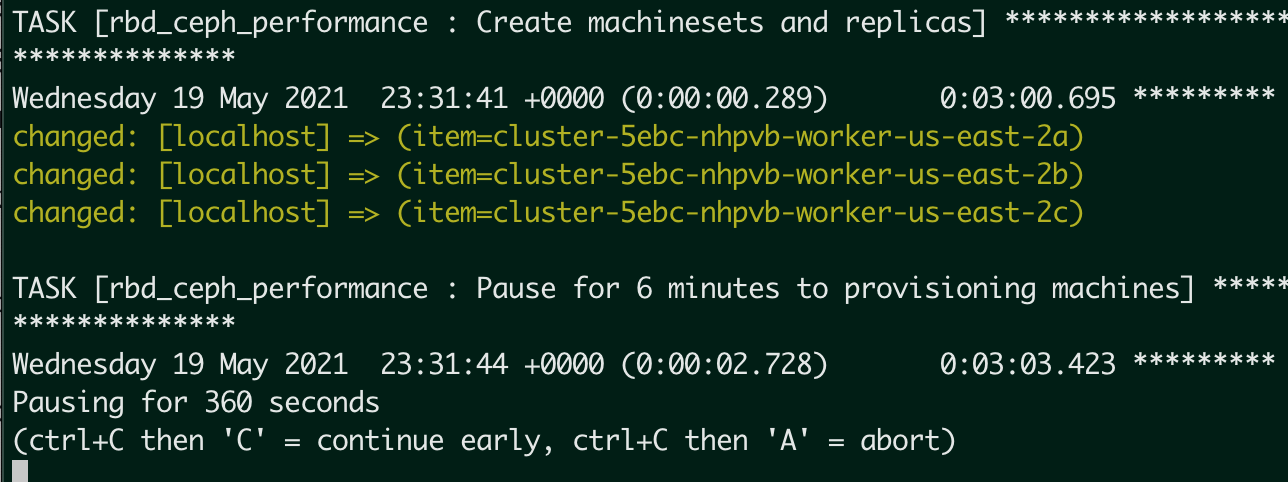 TASK [rbd_ceph_performance : Create machinesets and replicas] ******************
**************
Wednesday 19 May 2021  23:31:41 +0000 (0:00:00.289)       0:03:00.695 *********
changed: [localhost] => (item=cluster-5ebc-nhpvb-worker-us-east-2a)
changed: [localhost] => (item=cluster-5ebc-nhpvb-worker-us-east-2b)
changed: [localhost] => (item=cluster-5ebc-nhpvb-worker-us-east-2c)
TASK [rbd_ceph_performance : Pause for 6 minutes to provisioning machines] *****
**************
Wednesday 19 May 2021  23:31:44 +0000 (0:00:02.728)       0:03:03.423 *********
Pausing for 360 seconds
(ctrl+C then 'C' = continue early, ctrl+C then 'A' = abort)